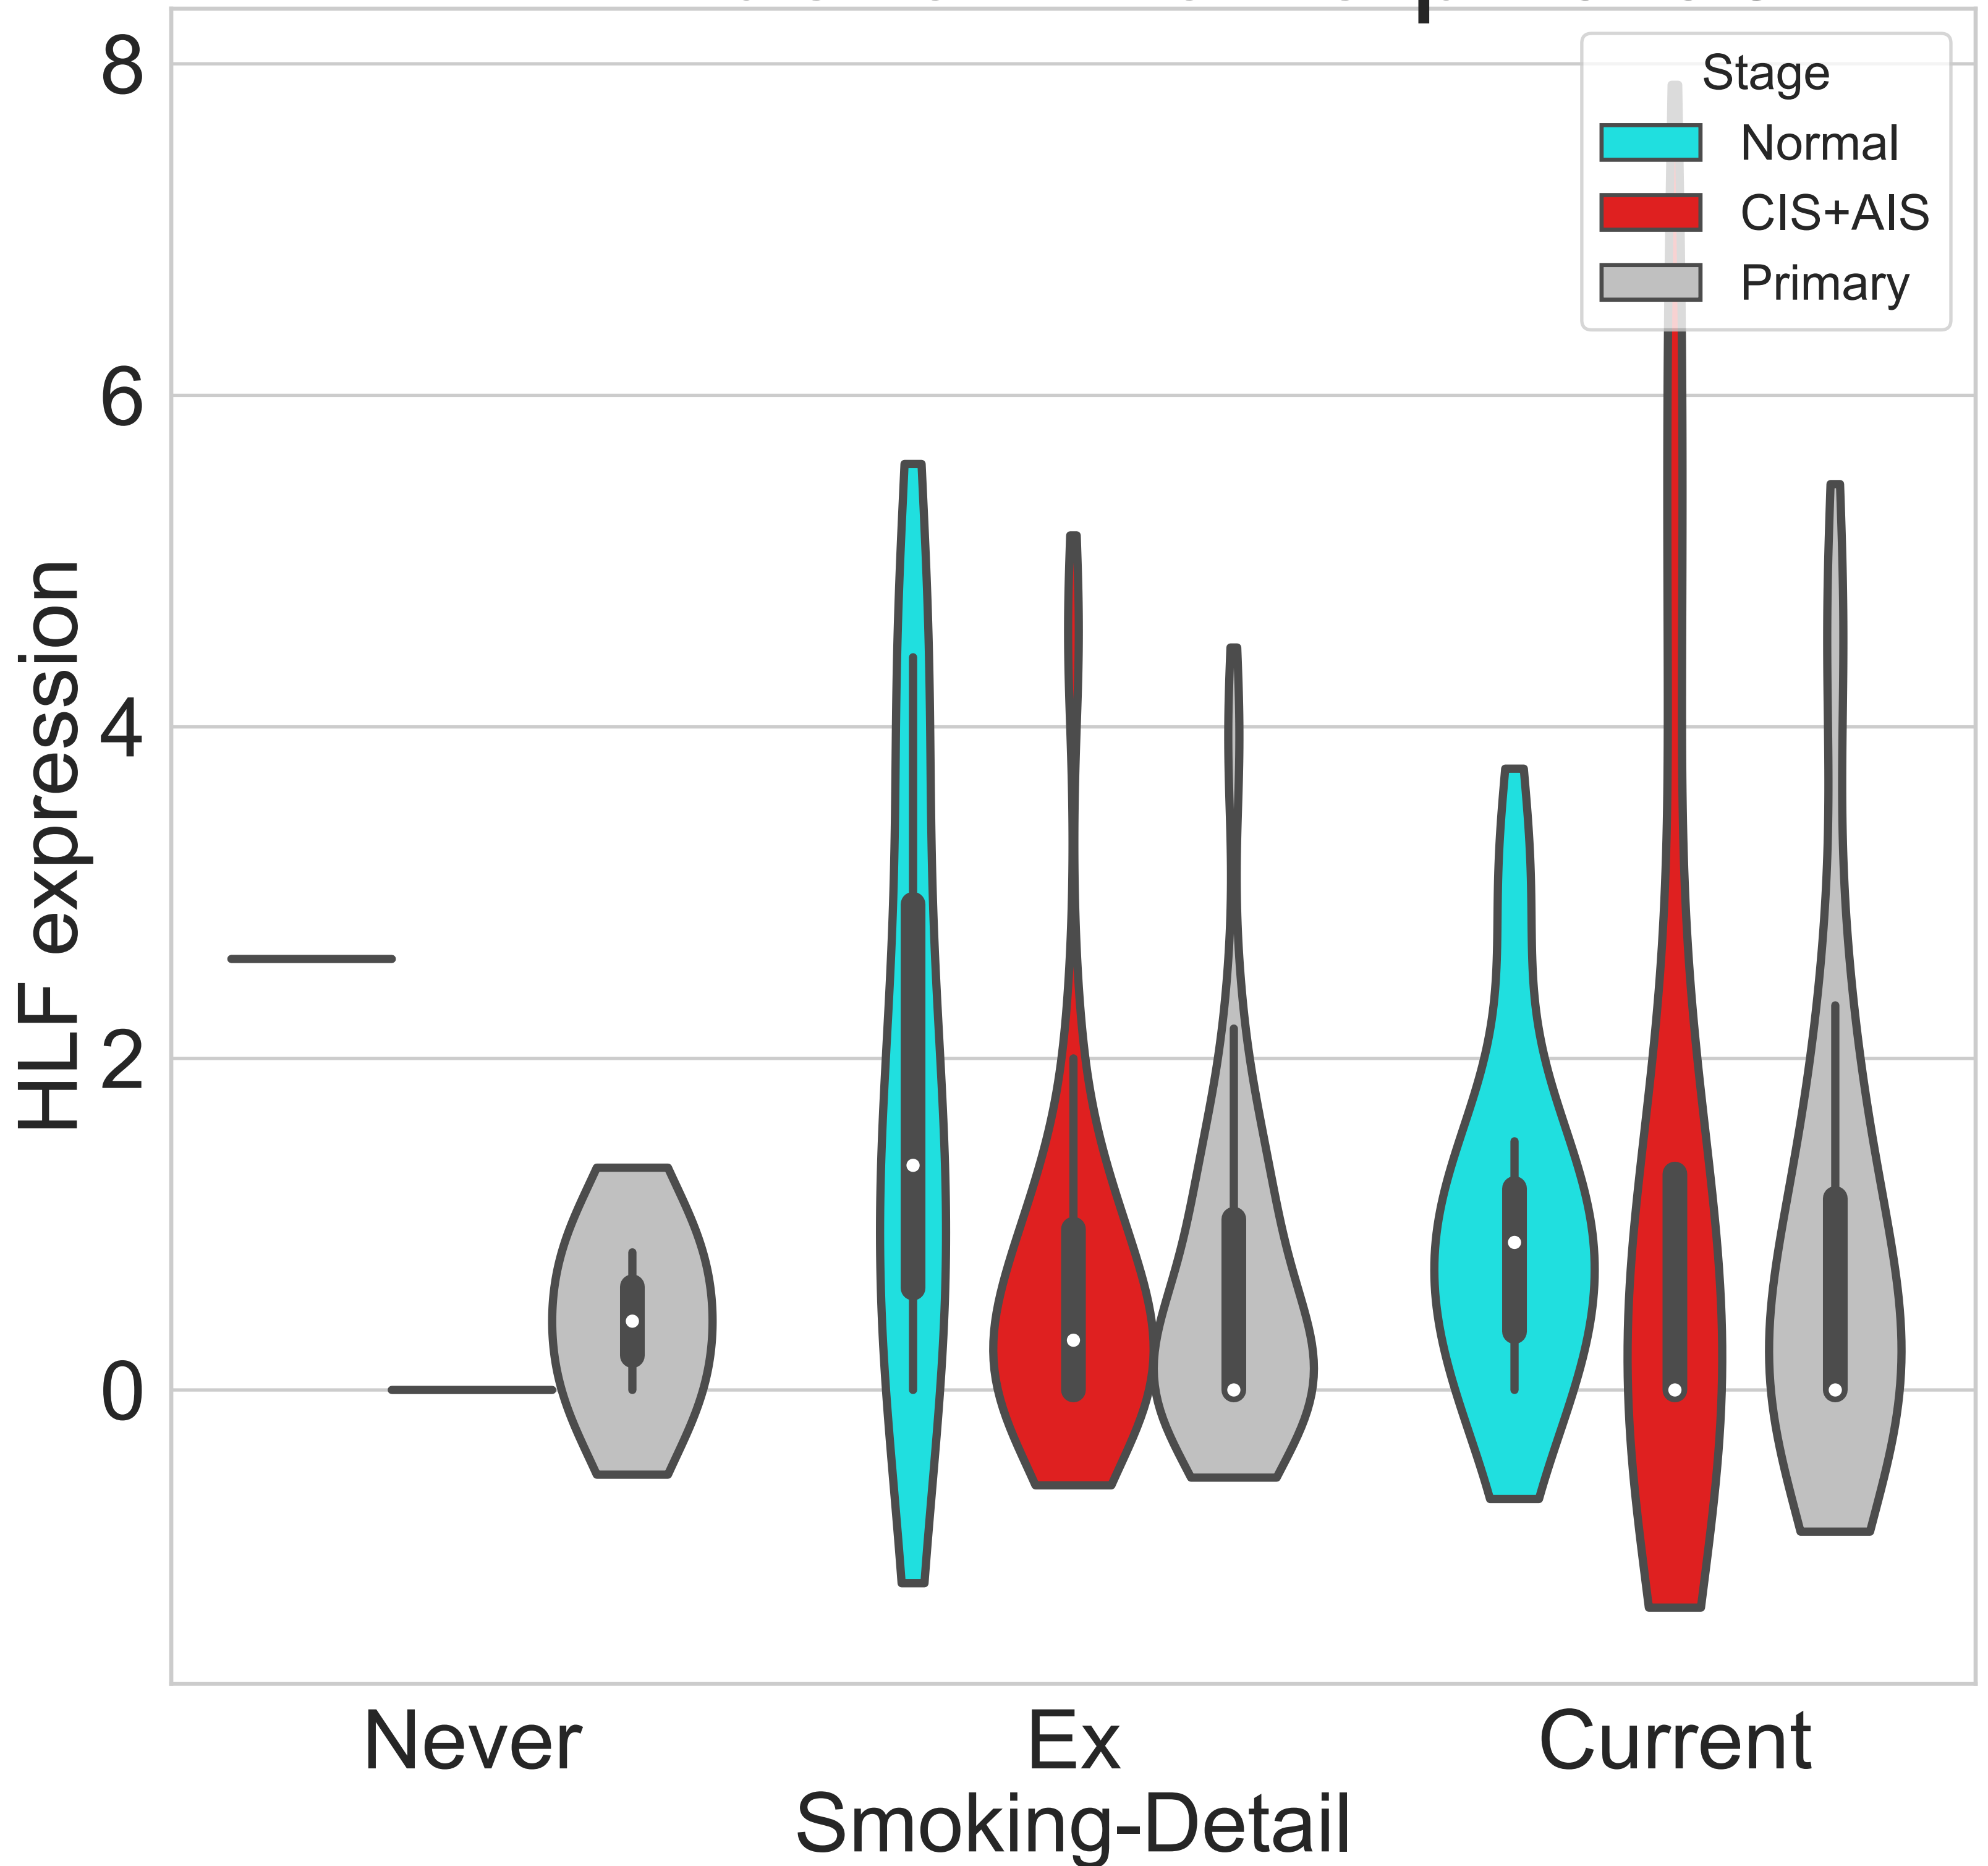 Stage
Normal
CIS+AIS
Primary
8
6
4
2
0
HLF expression
Never
Ex
Current
Smoking-Detail